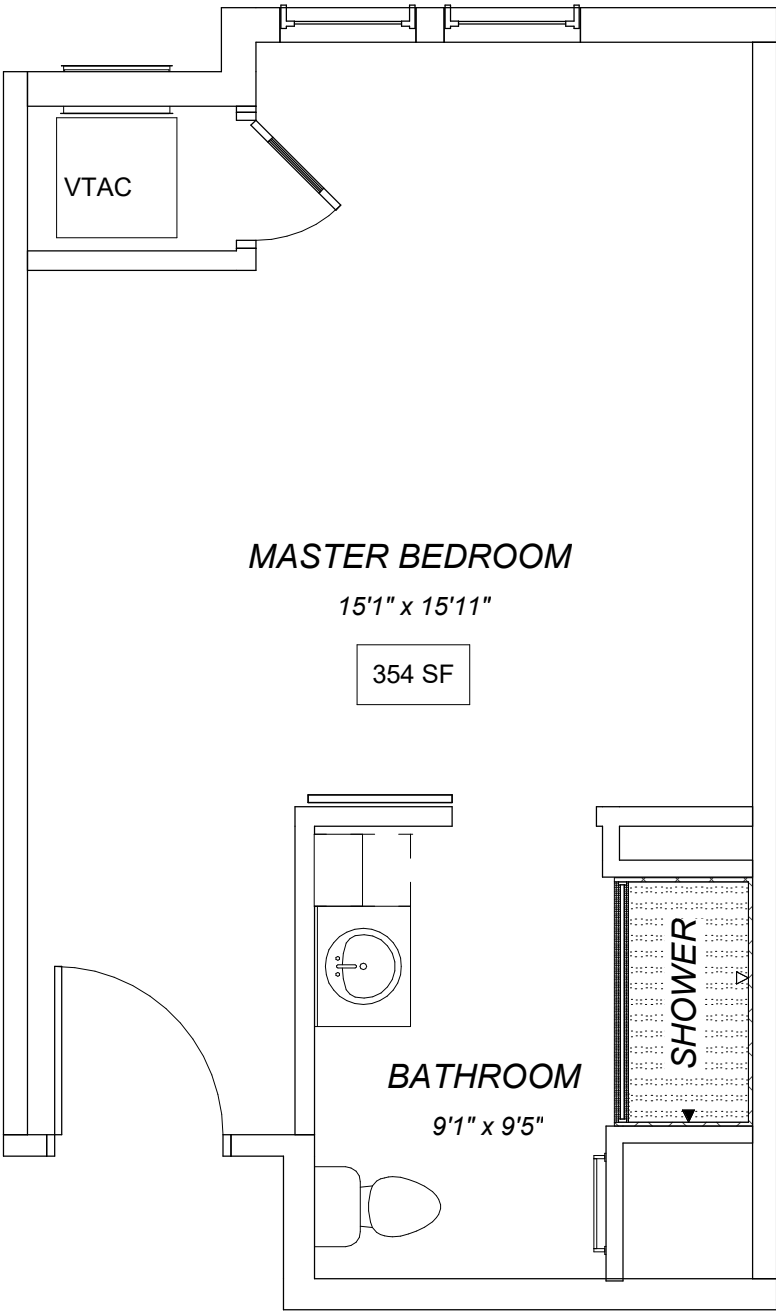 VTAC
MASTER BEDROOM
15'1" x 15'11"
354 SF
SHOWER
BATHROOM
9'1" x 9'5"